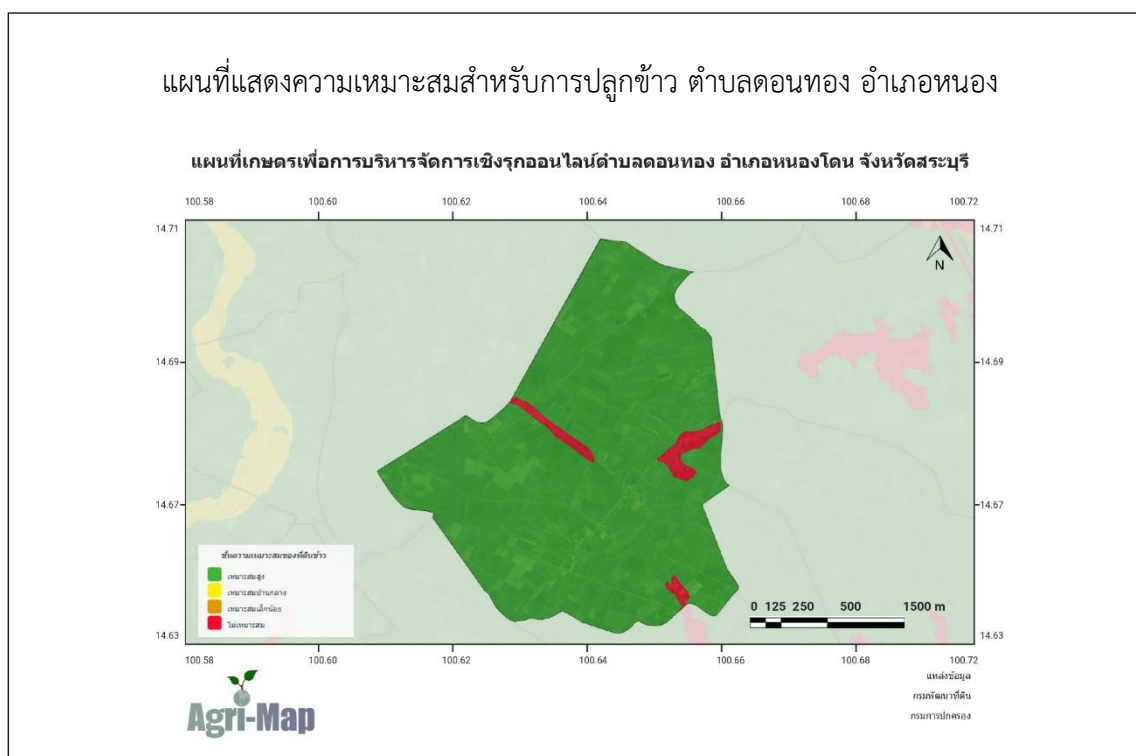 แผนที่แสดงความเหมาะสมสำหรับการปลูกข้าว ตำบลดอนทอง อำเภอหนอง
แผนที่เกษตรเพื่อการบริหารจัดการเชิงรุกออนไลน์ตำบลดอนทอง อำเภอหนองโดน จังหวัดสระบุรี
100.58 100.60 100.62 100.64 100.66 100.68 100.72
14.71 14.71
N
14.69 14.69
14.67 14.67
ชั้นความเหมาะสมของที่ดินข้าว
เหมาะสมสูง
เหมาะสมปานกลาง
เหมาะสมเล็กน้อย
ไม่เหมาะสม
0 125 250 500 1500 m
14.63 14.63
100.58 100.60 100.62 100.64 100.66 100.68 100.72
แหล่งข้อมูล
กรมพัฒนาที่ดิน
กรมการปกครอง
Agri-Map